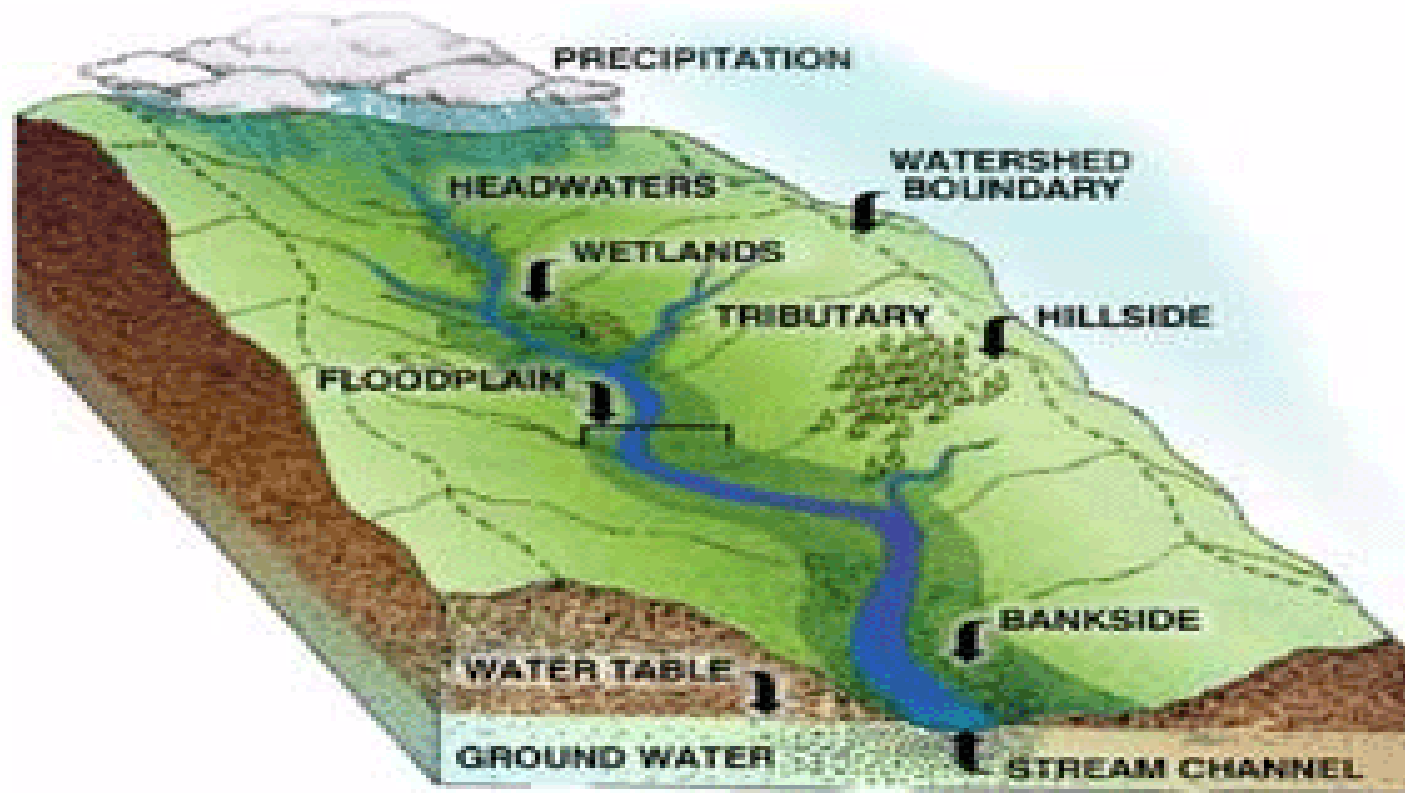 PRECIPITATION
WATERSHED
BOUNDARY
HEADWATERS
WETLANDS
TRIBUTARY
HILLSIDE
FLOODPLAIN
BANKSIDE
WATER TABLE
GROUND WATER
STREAM CHANNEL